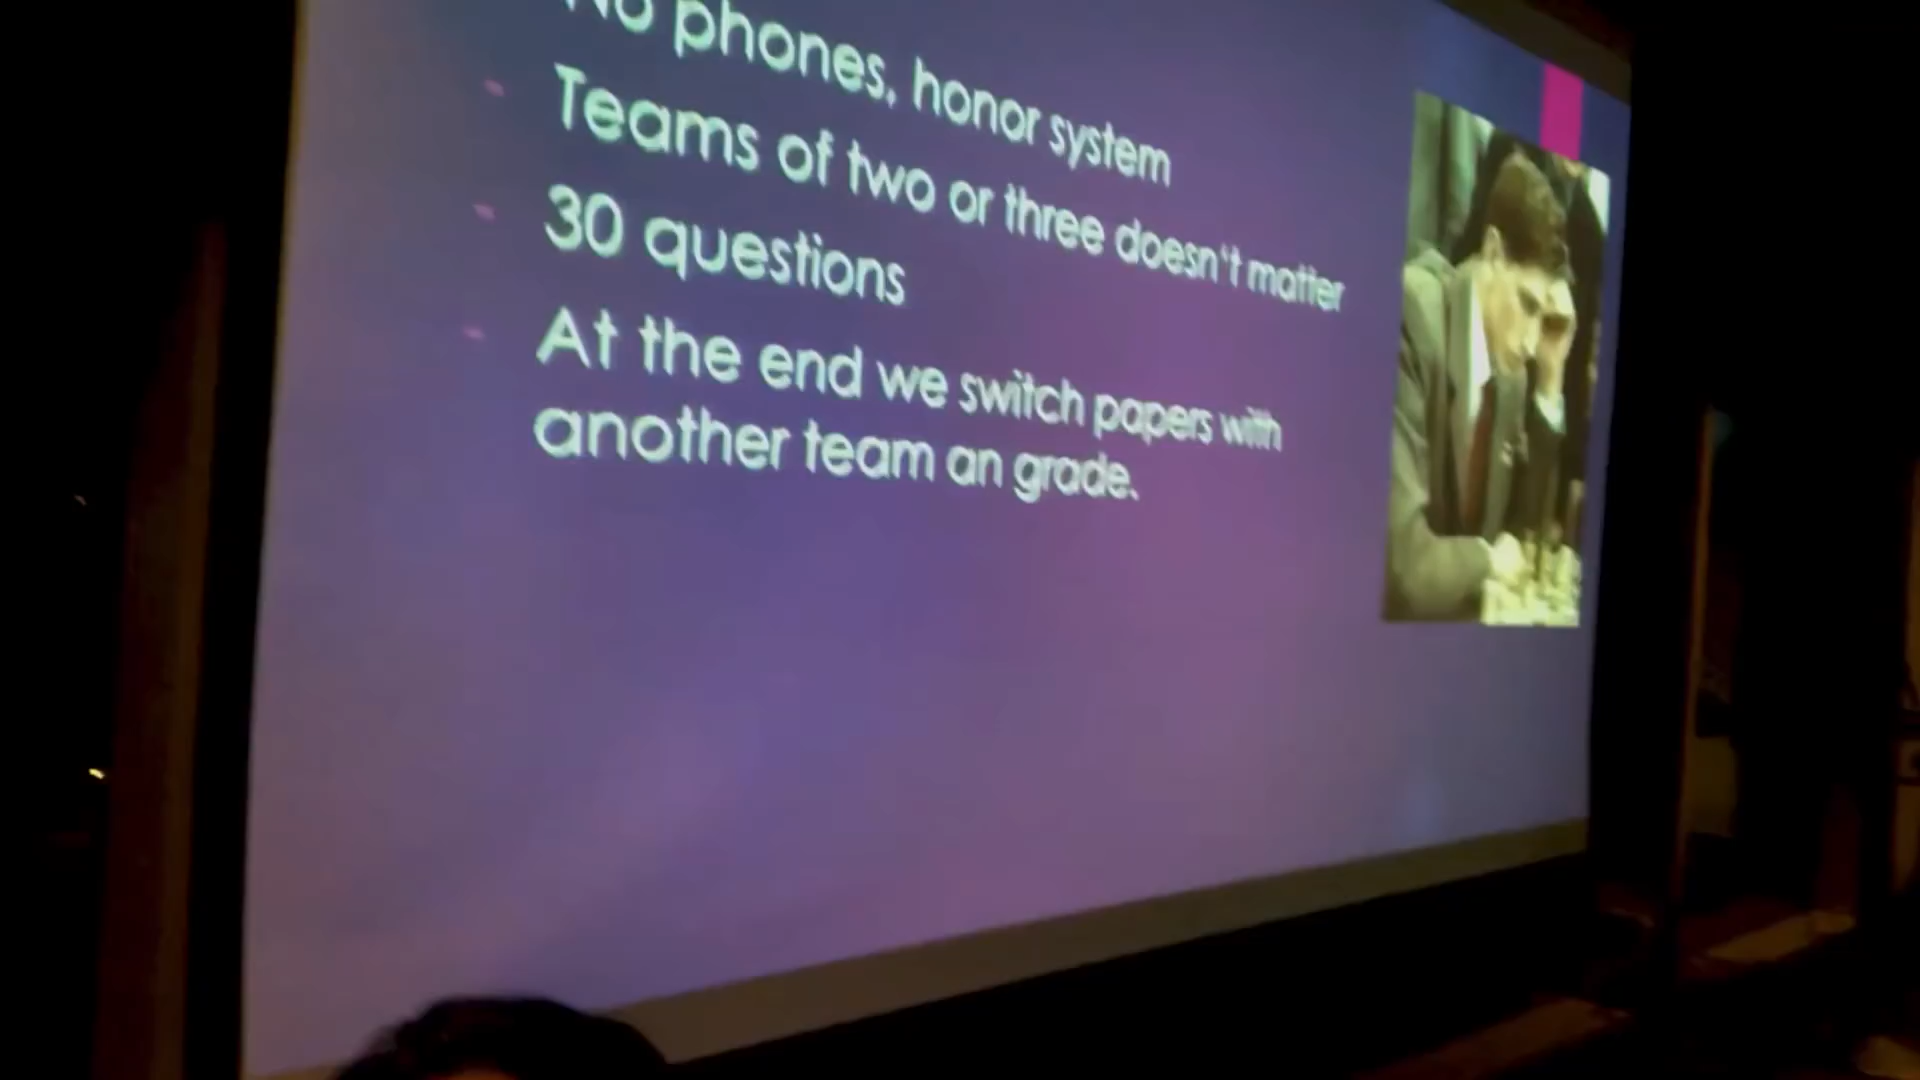 No phones, honor system
Teams of two or three doesn't matter
30 questions
At the end we switch papers with
another team an grade.